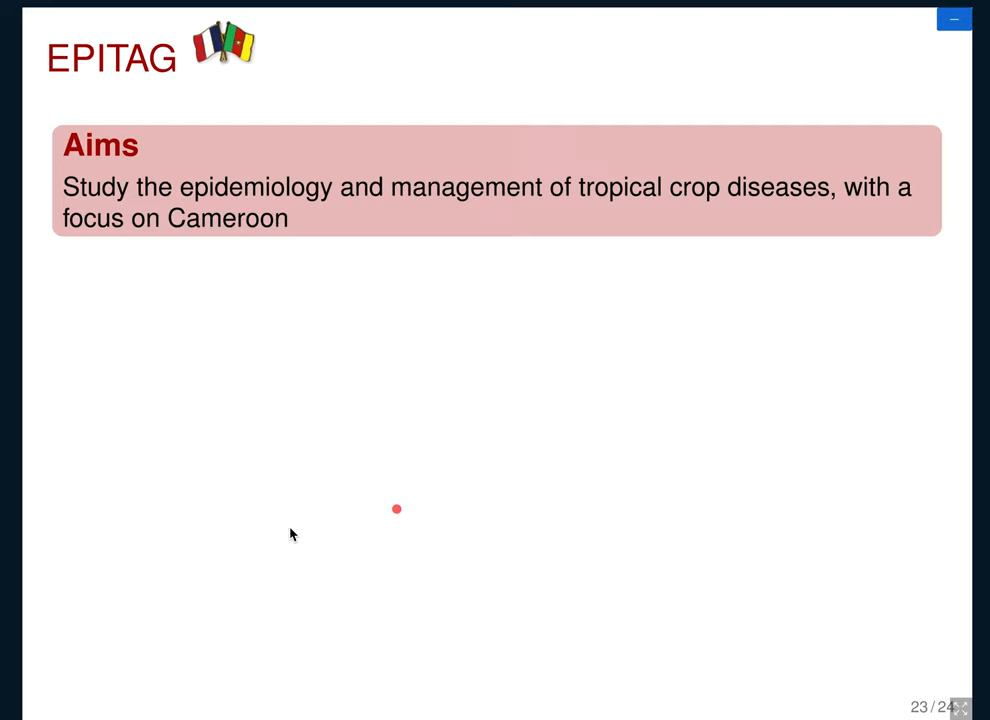 EPITAG
Aims
Study the epidemiology and management of tropical crop diseases, with a
focus on Cameroon
23 / 24